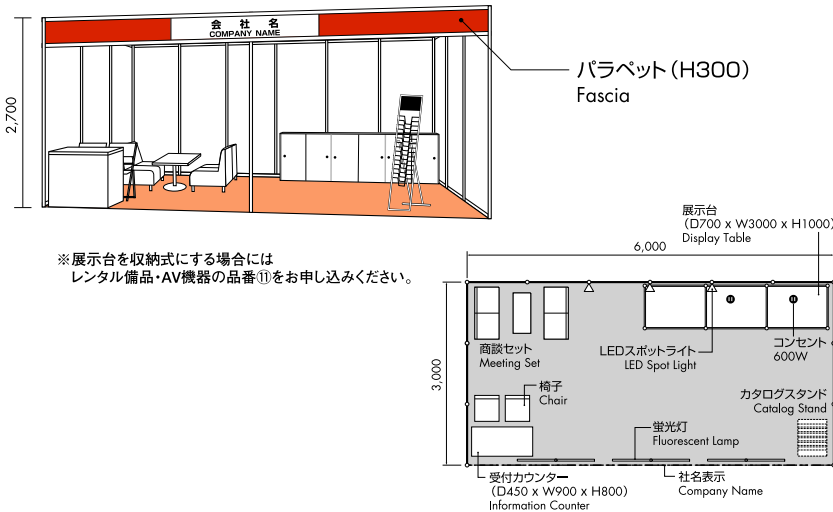 会 社 名
COMPANY NAME
パラペット（H300）
Fascia
2,700
※展示台を収納式にする場合には
レンタル備品・AV機器の品番⑪をお申し込みください。
展示台
（D700 x W3000 x H1000）
Display Table
6,000
3,000
商談セット
Meeting Set
LEDスポットライト
LED Spot Light
コンセント
600W
椅子
Chair
カタログスタンド
Catalog Stand
蛍光灯
Fluorescent Lamp
受付カウンター
（D450 x W900 x H800）
Information Counter
社名表示
Company Name